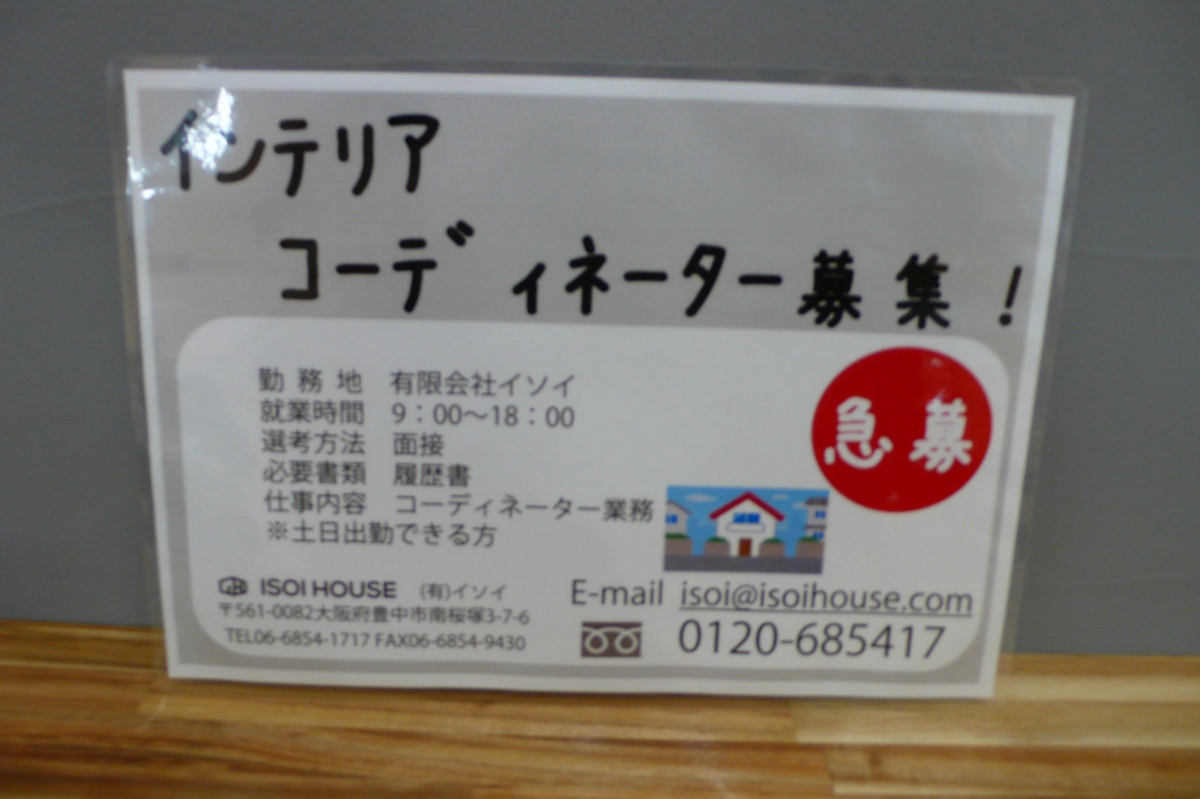 インテリア
コーディネーター募集!
急募
勤務地 有限会社イソイ
就業時間 9:00〜18:00
選考方法 面接
必要書類 履歴書
仕事内容 コーディネーター業務
※土日出勤できる方
ISOI HOUSE (有)イソイ
〒561-0082大阪府豊中市南桜塚3-7-6
TEL06-6854-1717 FAX06-6854-9430
E-mail isoi@isoihouse.com
0120-685417